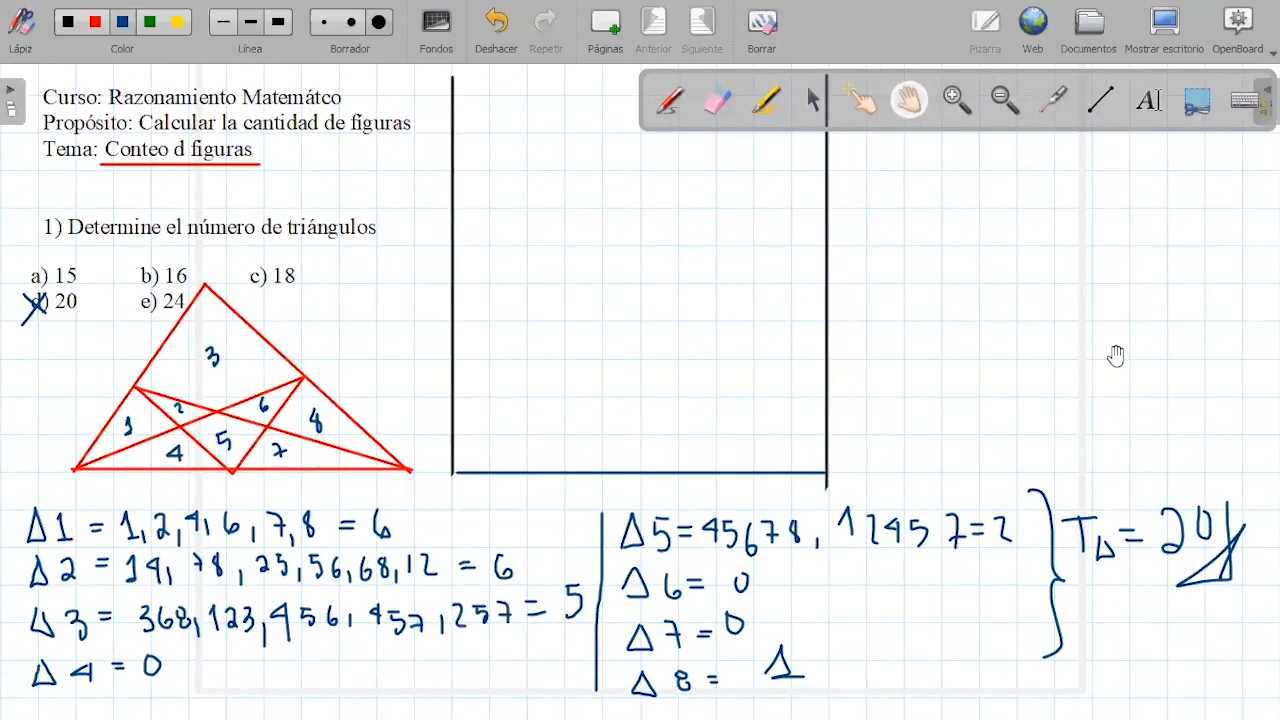 Lápiz
Color
Línea
Borrador
Fondos
Deshacer
Repetir
Páginas
Anterior
Siguiente
Borrar
Pizarra
Web
Documentos
Mostrar escritorio
OpenBoard
Curso: Razonamiento Matemátco
Propósito: Calcular la cantidad de figuras
Tema: Conteo d figuras
1) Determine el número de triángulos
a) 15 b) 16 c) 18
d) 20 e) 24
3
1 2 6 8
4 5 7
Δ1 = 1, 2, 4, 6, 7, 8 = 6
Δ2 = 14, 78, 25, 56, 68, 12 = 6
Δ3 = 368, 123, 456, 457, 257 = 5
Δ4 = 0
Δ5 = 45678, 12457 = 2
Δ6 = 0
Δ7 = 0
Δ8 = 1
TΔ = 20